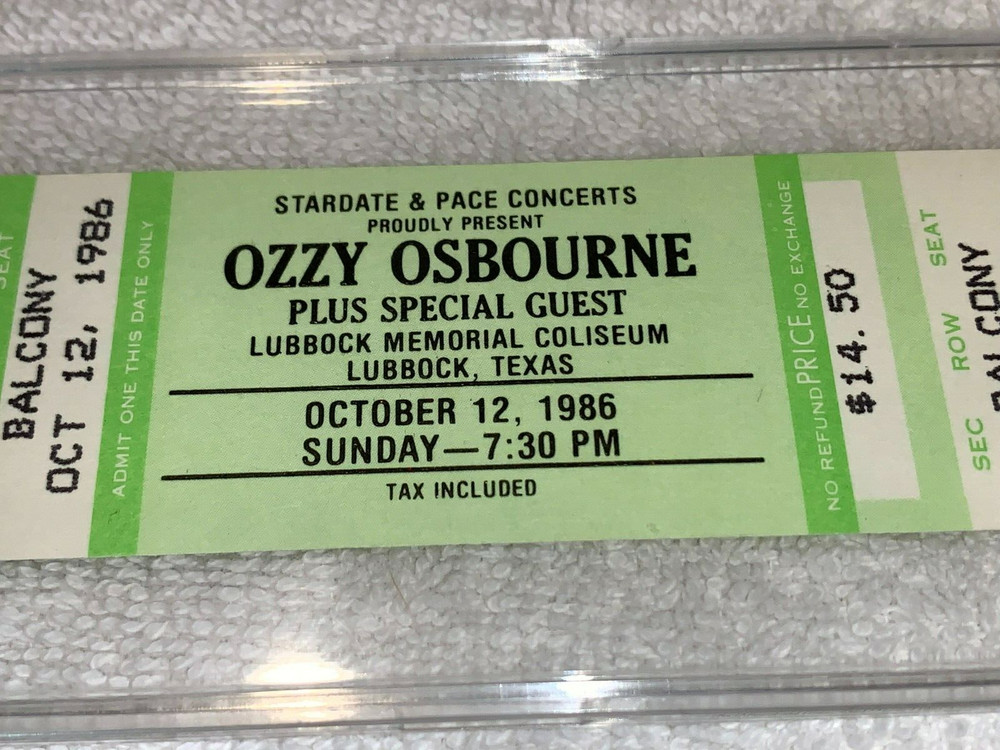 SEAT
BALCONY
OCT 12, 1986
ADMIT ONE THIS DATE ONLY
STARDATE & PACE CONCERTS
PROUDLY PRESENT
OZZY OSBOURNE
PLUS SPECIAL GUEST
LUBBOCK MEMORIAL COLISEUM
LUBBOCK, TEXAS
OCTOBER 12, 1986
SUNDAY—7:30 PM
TAX INCLUDED
NO REFUND PRICE NO EXCHANGE
$14.50
SEC ROW SEAT
BALCONY